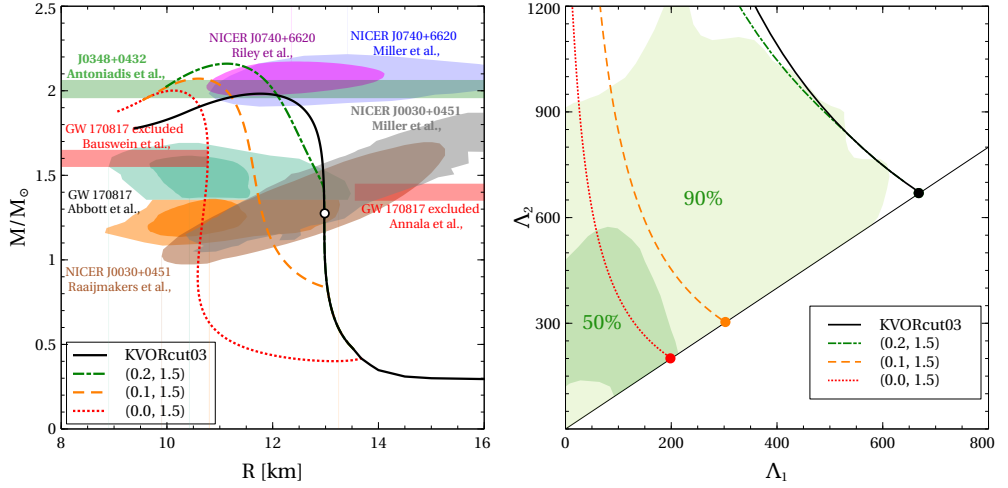 2.5
2
1.5
1
0.5
0
M/M⊙
8
10
12
14
16
R [km]
NICER J0740+6620
Riley et al.,
NICER J0740+6620
Miller et al.,
J0348+0432
Antoniadis et al.,
NICER J0030+0451
Miller et al.,
GW 170817 excluded
Bauswein et al.,
GW 170817
Abbott et al.,
GW 170817 excluded
Annala et al.,
NICER J0030+0451
Raaijmakers et al.,
KVORcut03
(0.2, 1.5)
(0.1, 1.5)
(0.0, 1.5)
1200
900
600
300
0
Λ2
0
200
400
600
800
Λ1
90%
50%
KVORcut03
(0.2, 1.5)
(0.1, 1.5)
(0.0, 1.5)